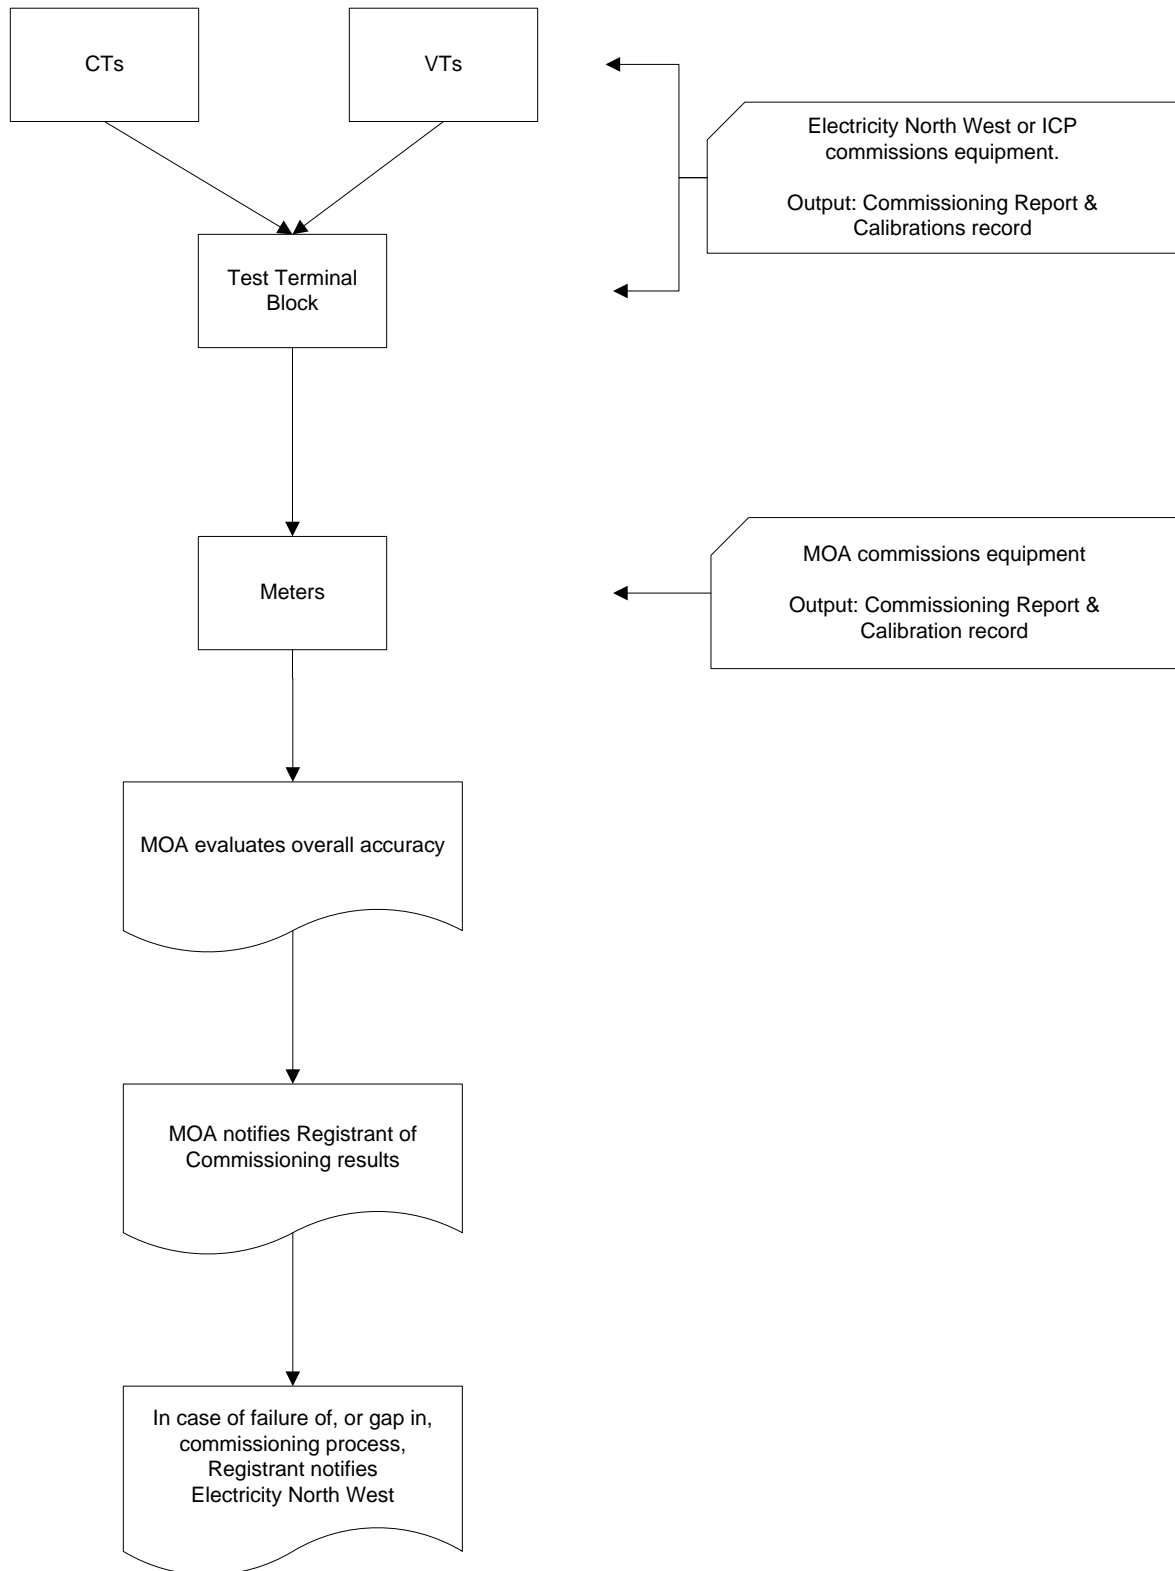 CTs
VTs
Electricity North West or ICP
commissions equipment.
Output: Commissioning Report &
Calibrations record
Test Terminal
Block
Meters
MOA commissions equipment
Output: Commissioning Report &
Calibration record
MOA evaluates overall accuracy
MOA notifies Registrant of
Commissioning results
In case of failure of, or gap in,
commissioning process,
Registrant notifies
Electricity North West